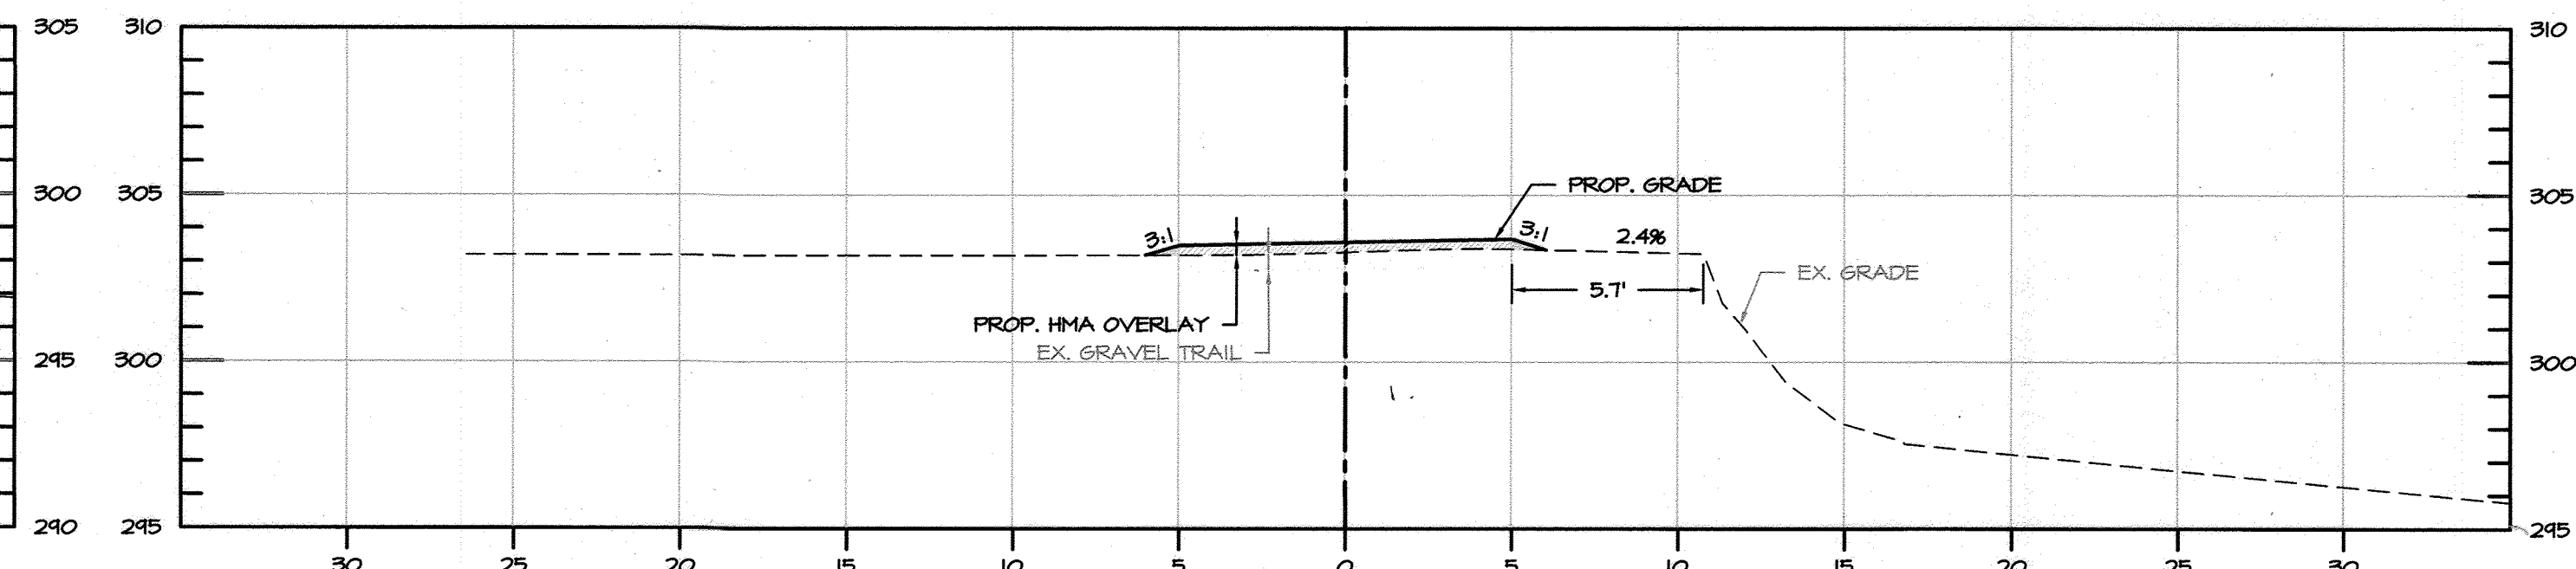 305 310 310
PROP. GRADE
300 305 305
3:1 3:1 2.4%
EX. GRADE
5.7'
PROP. HMA OVERLAY
EX. GRAVEL TRAIL
295 300 300
290 295 295
30 25 20 15 10 5 0 5 10 15 20 25 30